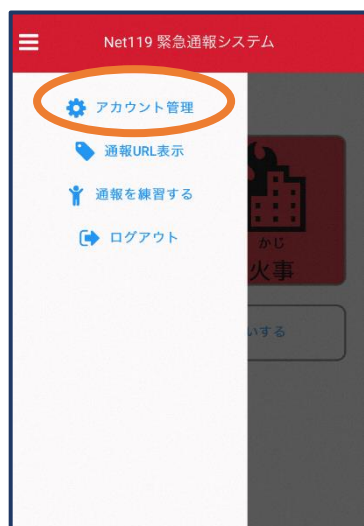 Net119 緊急通報システム
アカウント管理
通報URL表示
通報を練習する
ログアウト
かじ
火事
いする